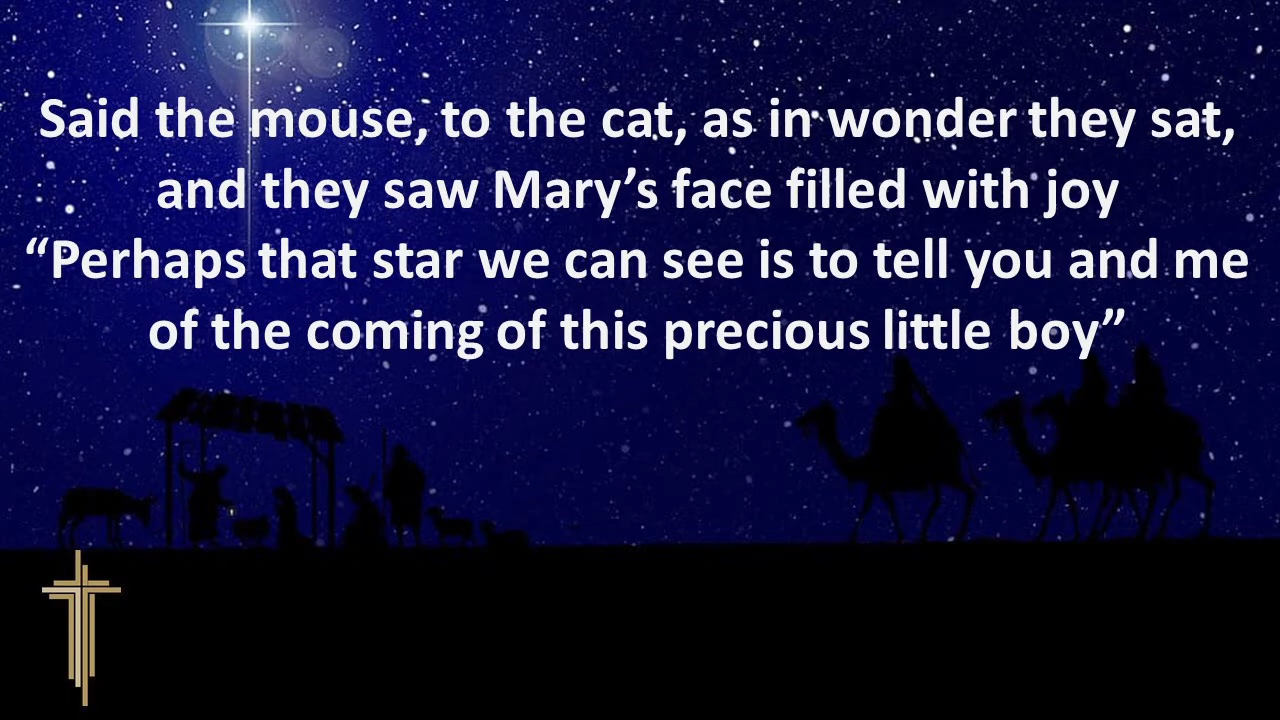 Said the mouse, to the cat, as in wonder they sat,
and they saw Mary’s face filled with joy
“Perhaps that star we can see is to tell you and me
of the coming of this precious little boy”